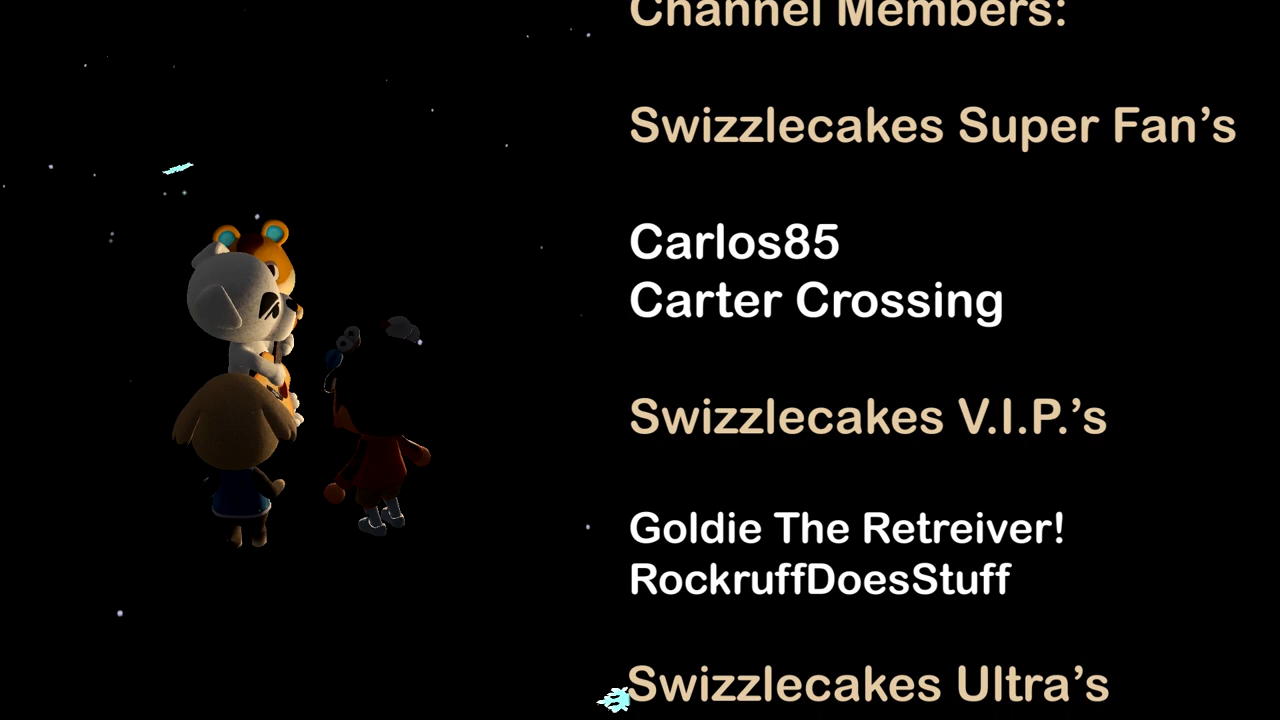 Channel Members:
Swizzlecakes Super Fan’s
Carlos85
Carter Crossing
Swizzlecakes V.I.P.’s
Goldie The Retreiver!
RockruffDoesStuff
Swizzlecakes Ultra’s